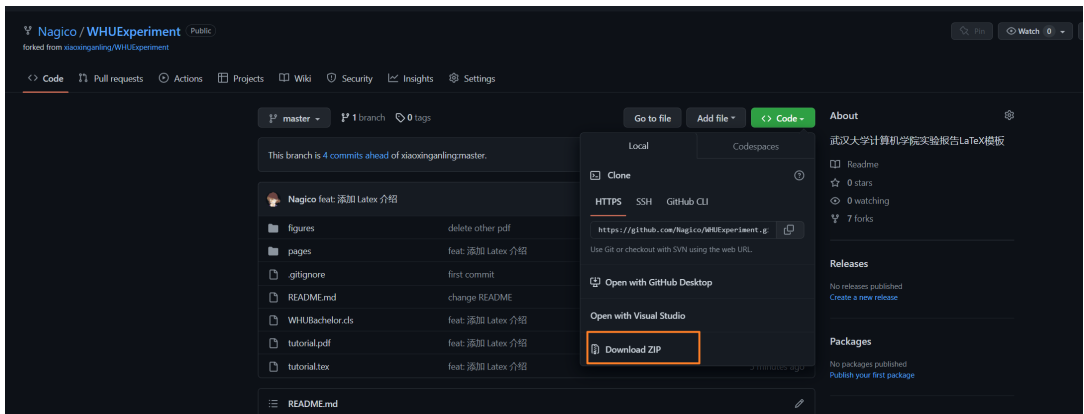 Nagico / WHUExperiment Public
forked from xiaoxinganling/WHUExperiment
Pin
Watch 0
Code Pull requests Actions Projects Wiki Security Insights Settings
master 1 branch 0 tags
Go to file Add file Code
This branch is 4 commits ahead of xiaoxinganling:master.
Nagico feat: 添加 Latex 介绍
figures delete other pdf
pages feat: 添加 Latex 介绍
.gitignore first commit
README.md change README
WHUBachelor.cls feat: 添加 Latex 介绍
tutorial.pdf feat: 添加 Latex 介绍
tutorial.tex feat: 添加 Latex 介绍 5 minutes ago
README.md
Local Codespaces
Clone
HTTPS SSH GitHub CLI
https://github.com/Nagico/WHUExperiment.g
Use Git or checkout with SVN using the web URL.
Open with GitHub Desktop
Open with Visual Studio
Download ZIP
About
武汉大学计算机学院实验报告LaTeX模板
Readme
0 stars
0 watching
7 forks
Releases
No releases published
Create a new release
Packages
No packages published
Publish your first package